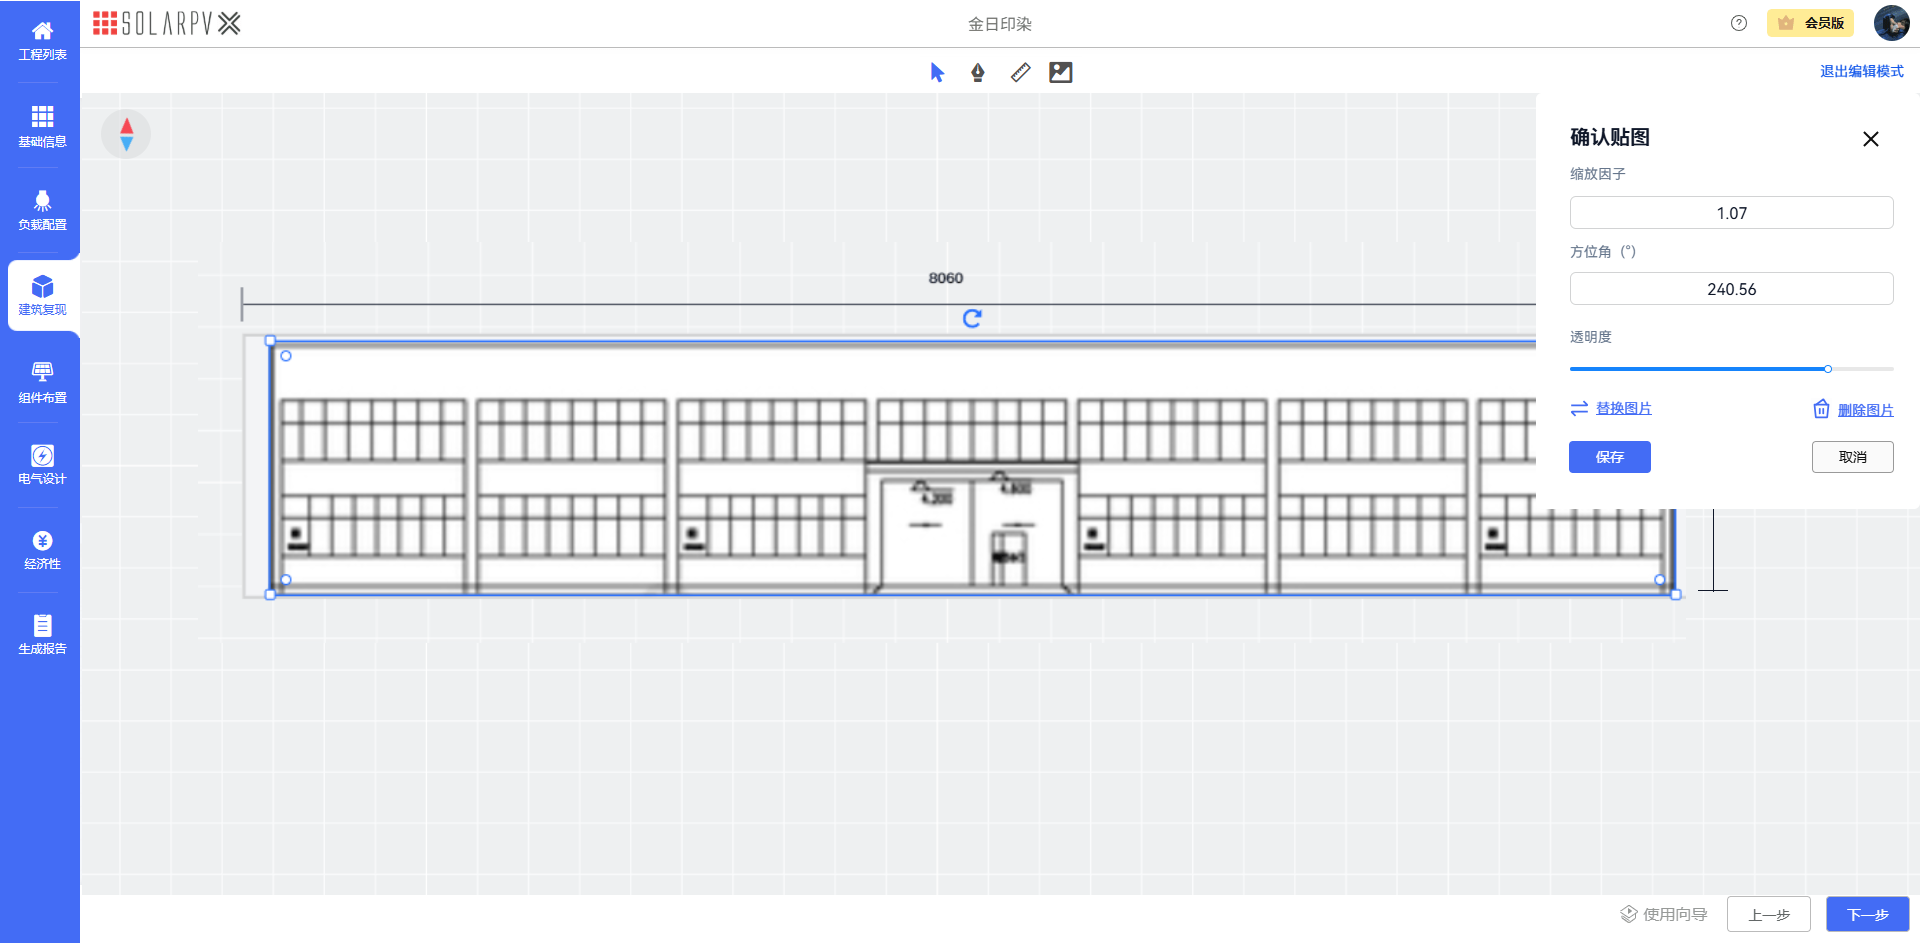 SOLARPV X
金日印染
会员版
退出编辑模式
工程列表
基础信息
负载配置
建筑复现
组件布置
电气设计
经济性
生成报告
8060
4.200
确认贴图
缩放因子
1.07
方位角（°）
240.56
透明度
替换图片
删除图片
保存
取消
使用向导
上一步
下一步